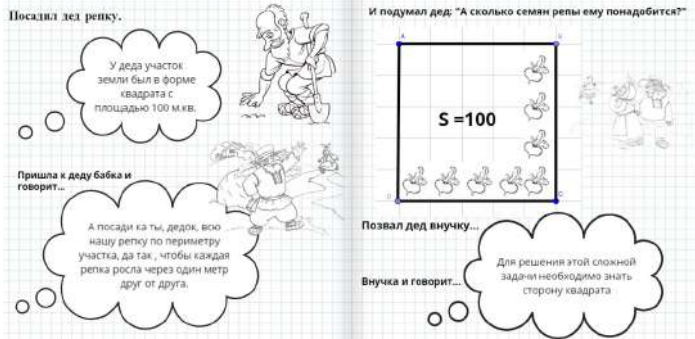 Посадил дед репку.
У деда участок
земли был в форме
квадрата с
площадью 100 м.кв.
Пришла к деду бабка и
говорит...
А посади ка ты, дедок, всю
нашу репку по периметру
участка, да так , чтобы каждая
репка росла через один метр
друг от друга.
И подумал дед: "А сколько семян репы ему понадобится?"
A
S =100
Позвал дед внучку...
Внучка и говорит...
Для решения этой сложной
задачи необходимо знать
сторону квадрата